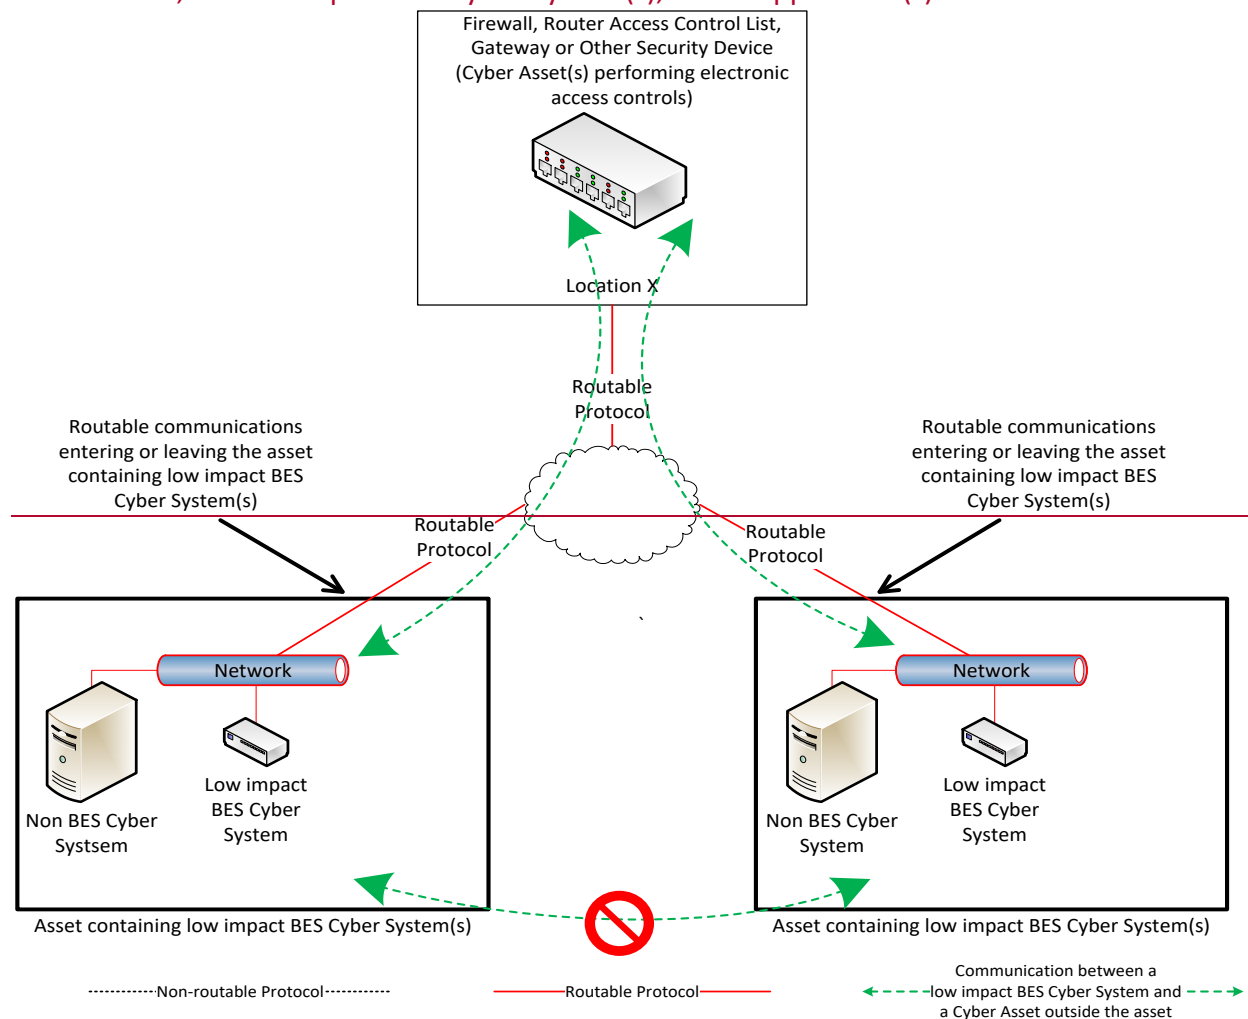 Firewall, Router Access Control List,
Gateway or Other Security Device
(Cyber Asset(s) performing electronic
access controls)
Location X
Routable
Protocol
Routable communications
entering or leaving the asset
containing low impact BES
Cyber System(s)
Routable communications
entering or leaving the asset
containing low impact BES
Cyber System(s)
Routable
Protocol
Routable
Protocol
Network
Network
Non BES Cyber
Systsem
Low impact
BES Cyber
System
Non BES Cyber
System
Low impact
BES Cyber
System
Asset containing low impact BES Cyber System(s)
Asset containing low impact BES Cyber System(s)
Non-routable Protocol
Routable Protocol
Communication between a
low impact BES Cyber System and
a Cyber Asset outside the asset